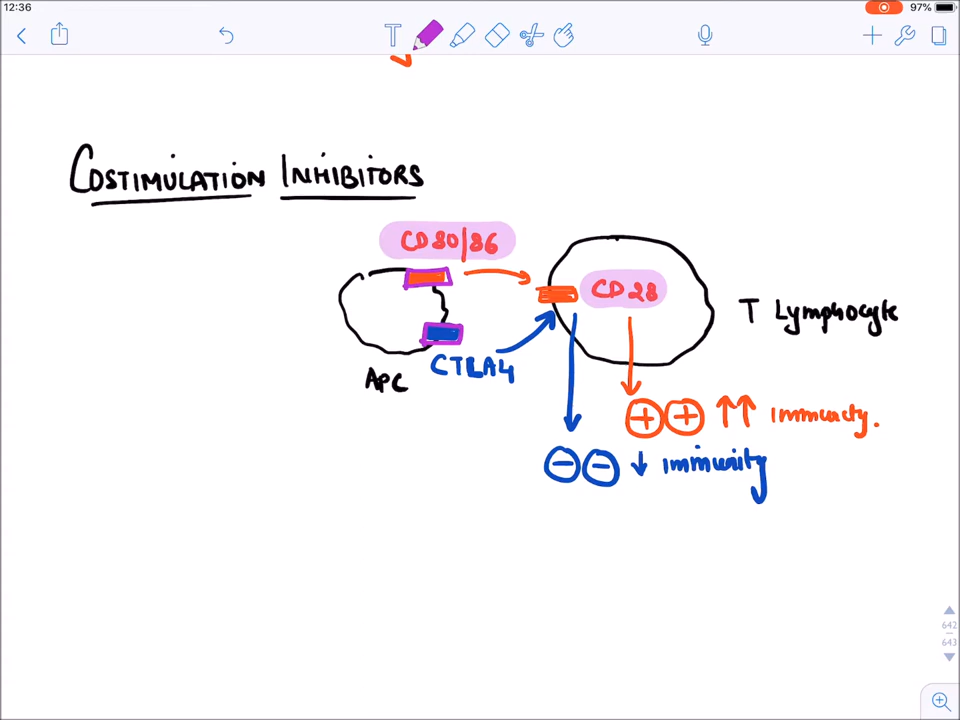 12:36
97%
T
COSTIMULATION INHIBITORS
CD80/86
CD28
T Lymphocyte
CTLA4
APC
++ ↑↑ immunity.
-- ↓ immunity
642
643